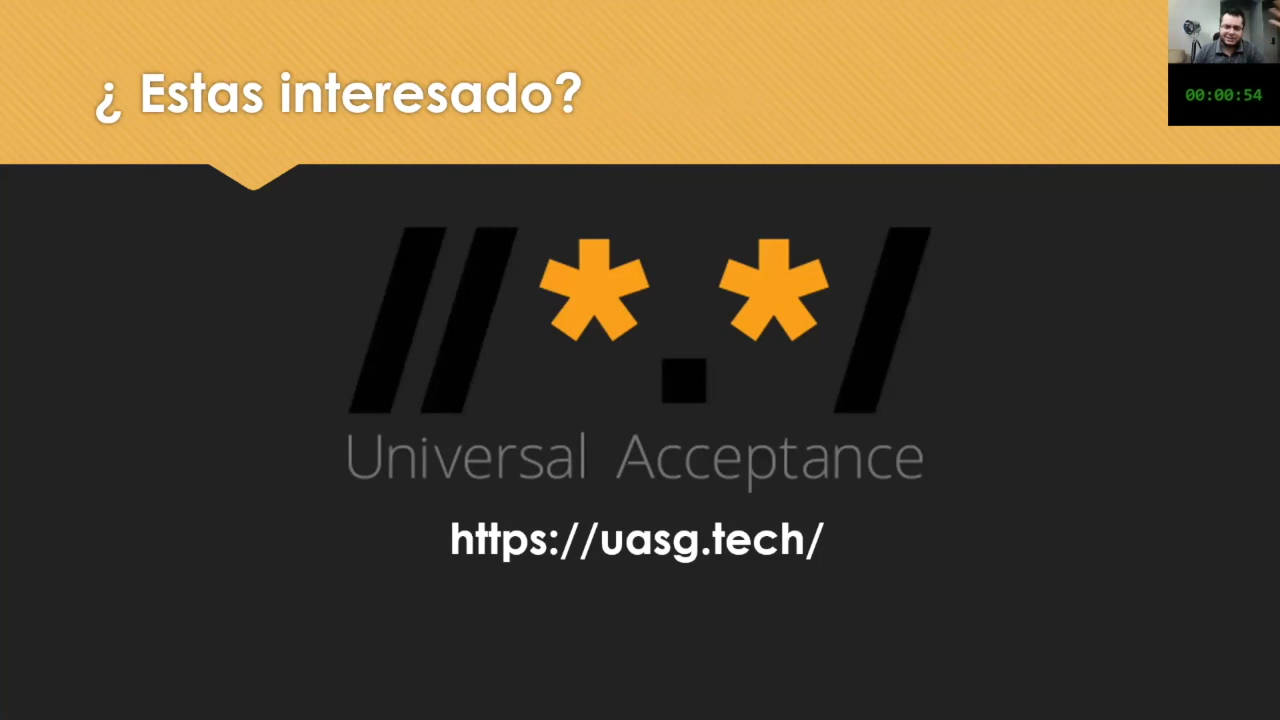 ¿ Estas interesado?
00:00:54
//*.*/
Universal Acceptance
https://uasg.tech/